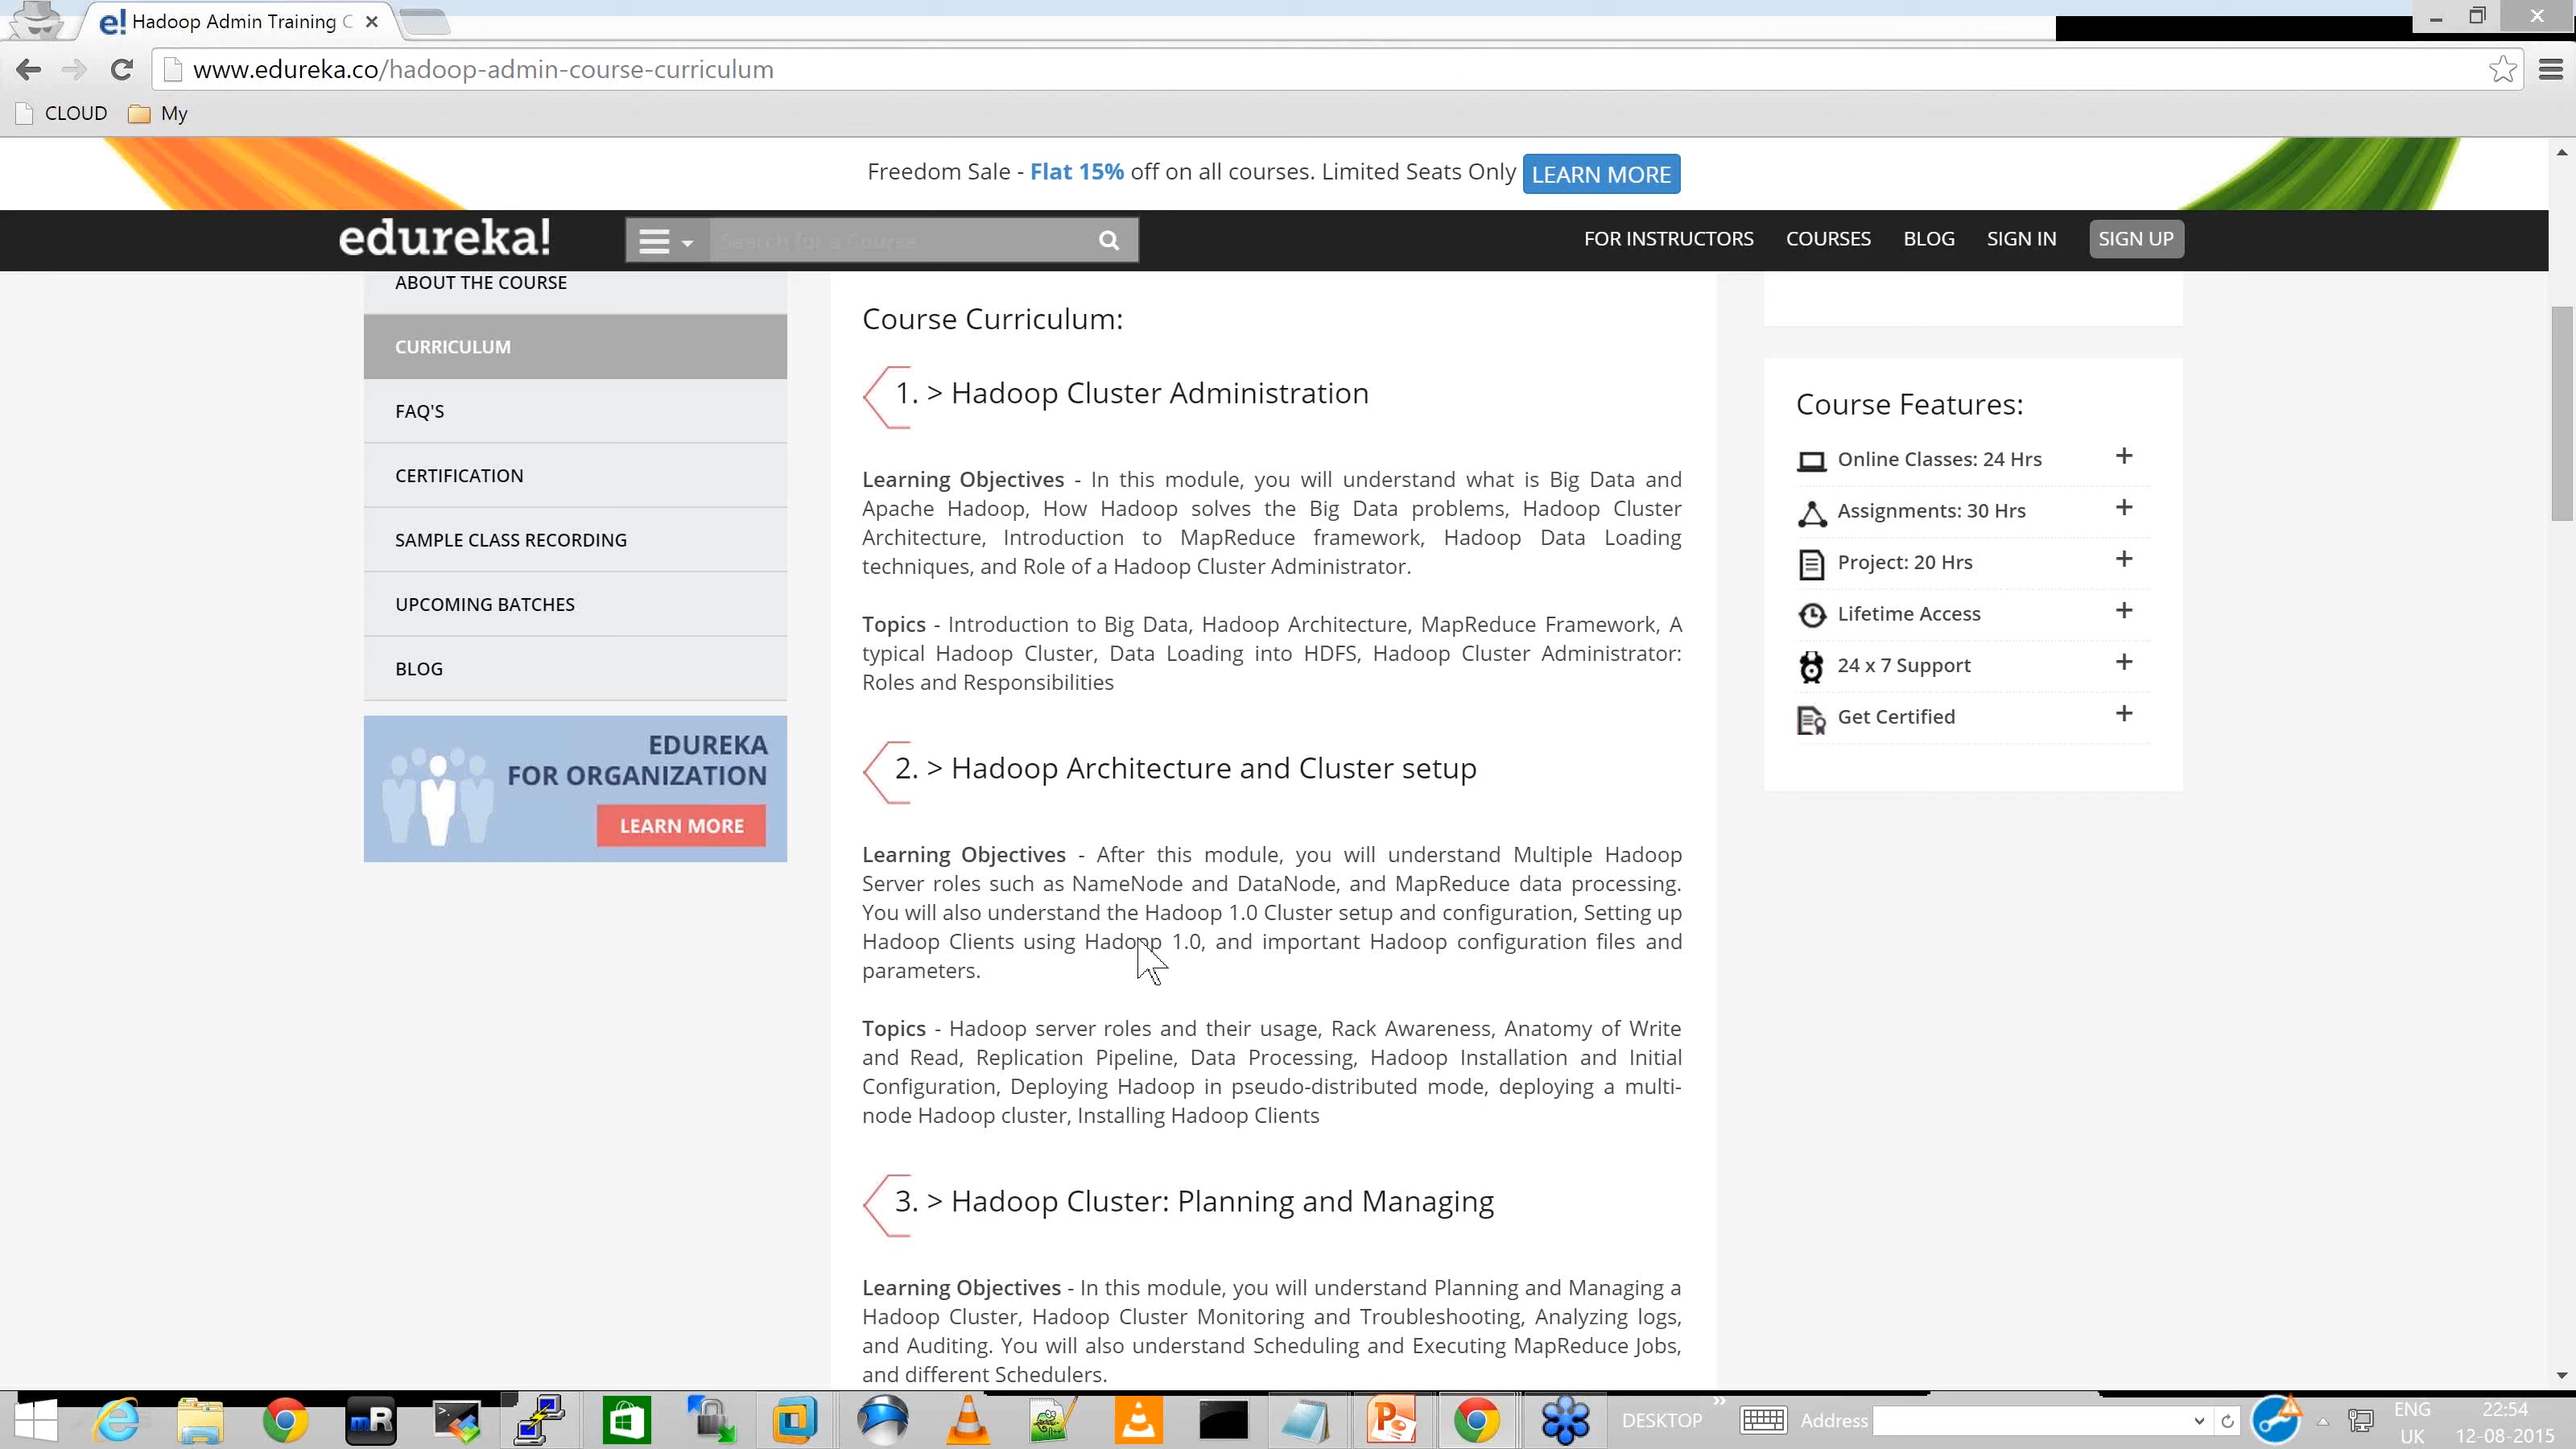 e! Hadoop Admin Training C
www.edureka.co/hadoop-admin-course-curriculum
CLOUD My
Freedom Sale - Flat 15% off on all courses. Limited Seats Only LEARN MORE
edureka! Search for a Course FOR INSTRUCTORS COURSES BLOG SIGN IN SIGN UP
ABOUT THE COURSE
CURRICULUM
FAQ'S
CERTIFICATION
SAMPLE CLASS RECORDING
UPCOMING BATCHES
BLOG
EDUREKA
FOR ORGANIZATION
LEARN MORE
Course Curriculum:
1. > Hadoop Cluster Administration
Learning Objectives - In this module, you will understand what is Big Data and
Apache Hadoop, How Hadoop solves the Big Data problems, Hadoop Cluster
Architecture, Introduction to MapReduce framework, Hadoop Data Loading
techniques, and Role of a Hadoop Cluster Administrator.
Topics - Introduction to Big Data, Hadoop Architecture, MapReduce Framework, A
typical Hadoop Cluster, Data Loading into HDFS, Hadoop Cluster Administrator:
Roles and Responsibilities
2. > Hadoop Architecture and Cluster setup
Learning Objectives - After this module, you will understand Multiple Hadoop
Server roles such as NameNode and DataNode, and MapReduce data processing.
You will also understand the Hadoop 1.0 Cluster setup and configuration, Setting up
Hadoop Clients using Hadoop 1.0, and important Hadoop configuration files and
parameters.
Topics - Hadoop server roles and their usage, Rack Awareness, Anatomy of Write
and Read, Replication Pipeline, Data Processing, Hadoop Installation and Initial
Configuration, Deploying Hadoop in pseudo-distributed mode, deploying a multi-
node Hadoop cluster, Installing Hadoop Clients
3. > Hadoop Cluster: Planning and Managing
Learning Objectives - In this module, you will understand Planning and Managing a
Hadoop Cluster, Hadoop Cluster Monitoring and Troubleshooting, Analyzing logs,
and Auditing. You will also understand Scheduling and Executing MapReduce Jobs,
and different Schedulers.
Course Features:
Online Classes: 24 Hrs +
Assignments: 30 Hrs +
Project: 20 Hrs +
Lifetime Access +
24 x 7 Support +
Get Certified +
mR
DESKTOP » Address
ENG
UK
22:54
12-08-2015